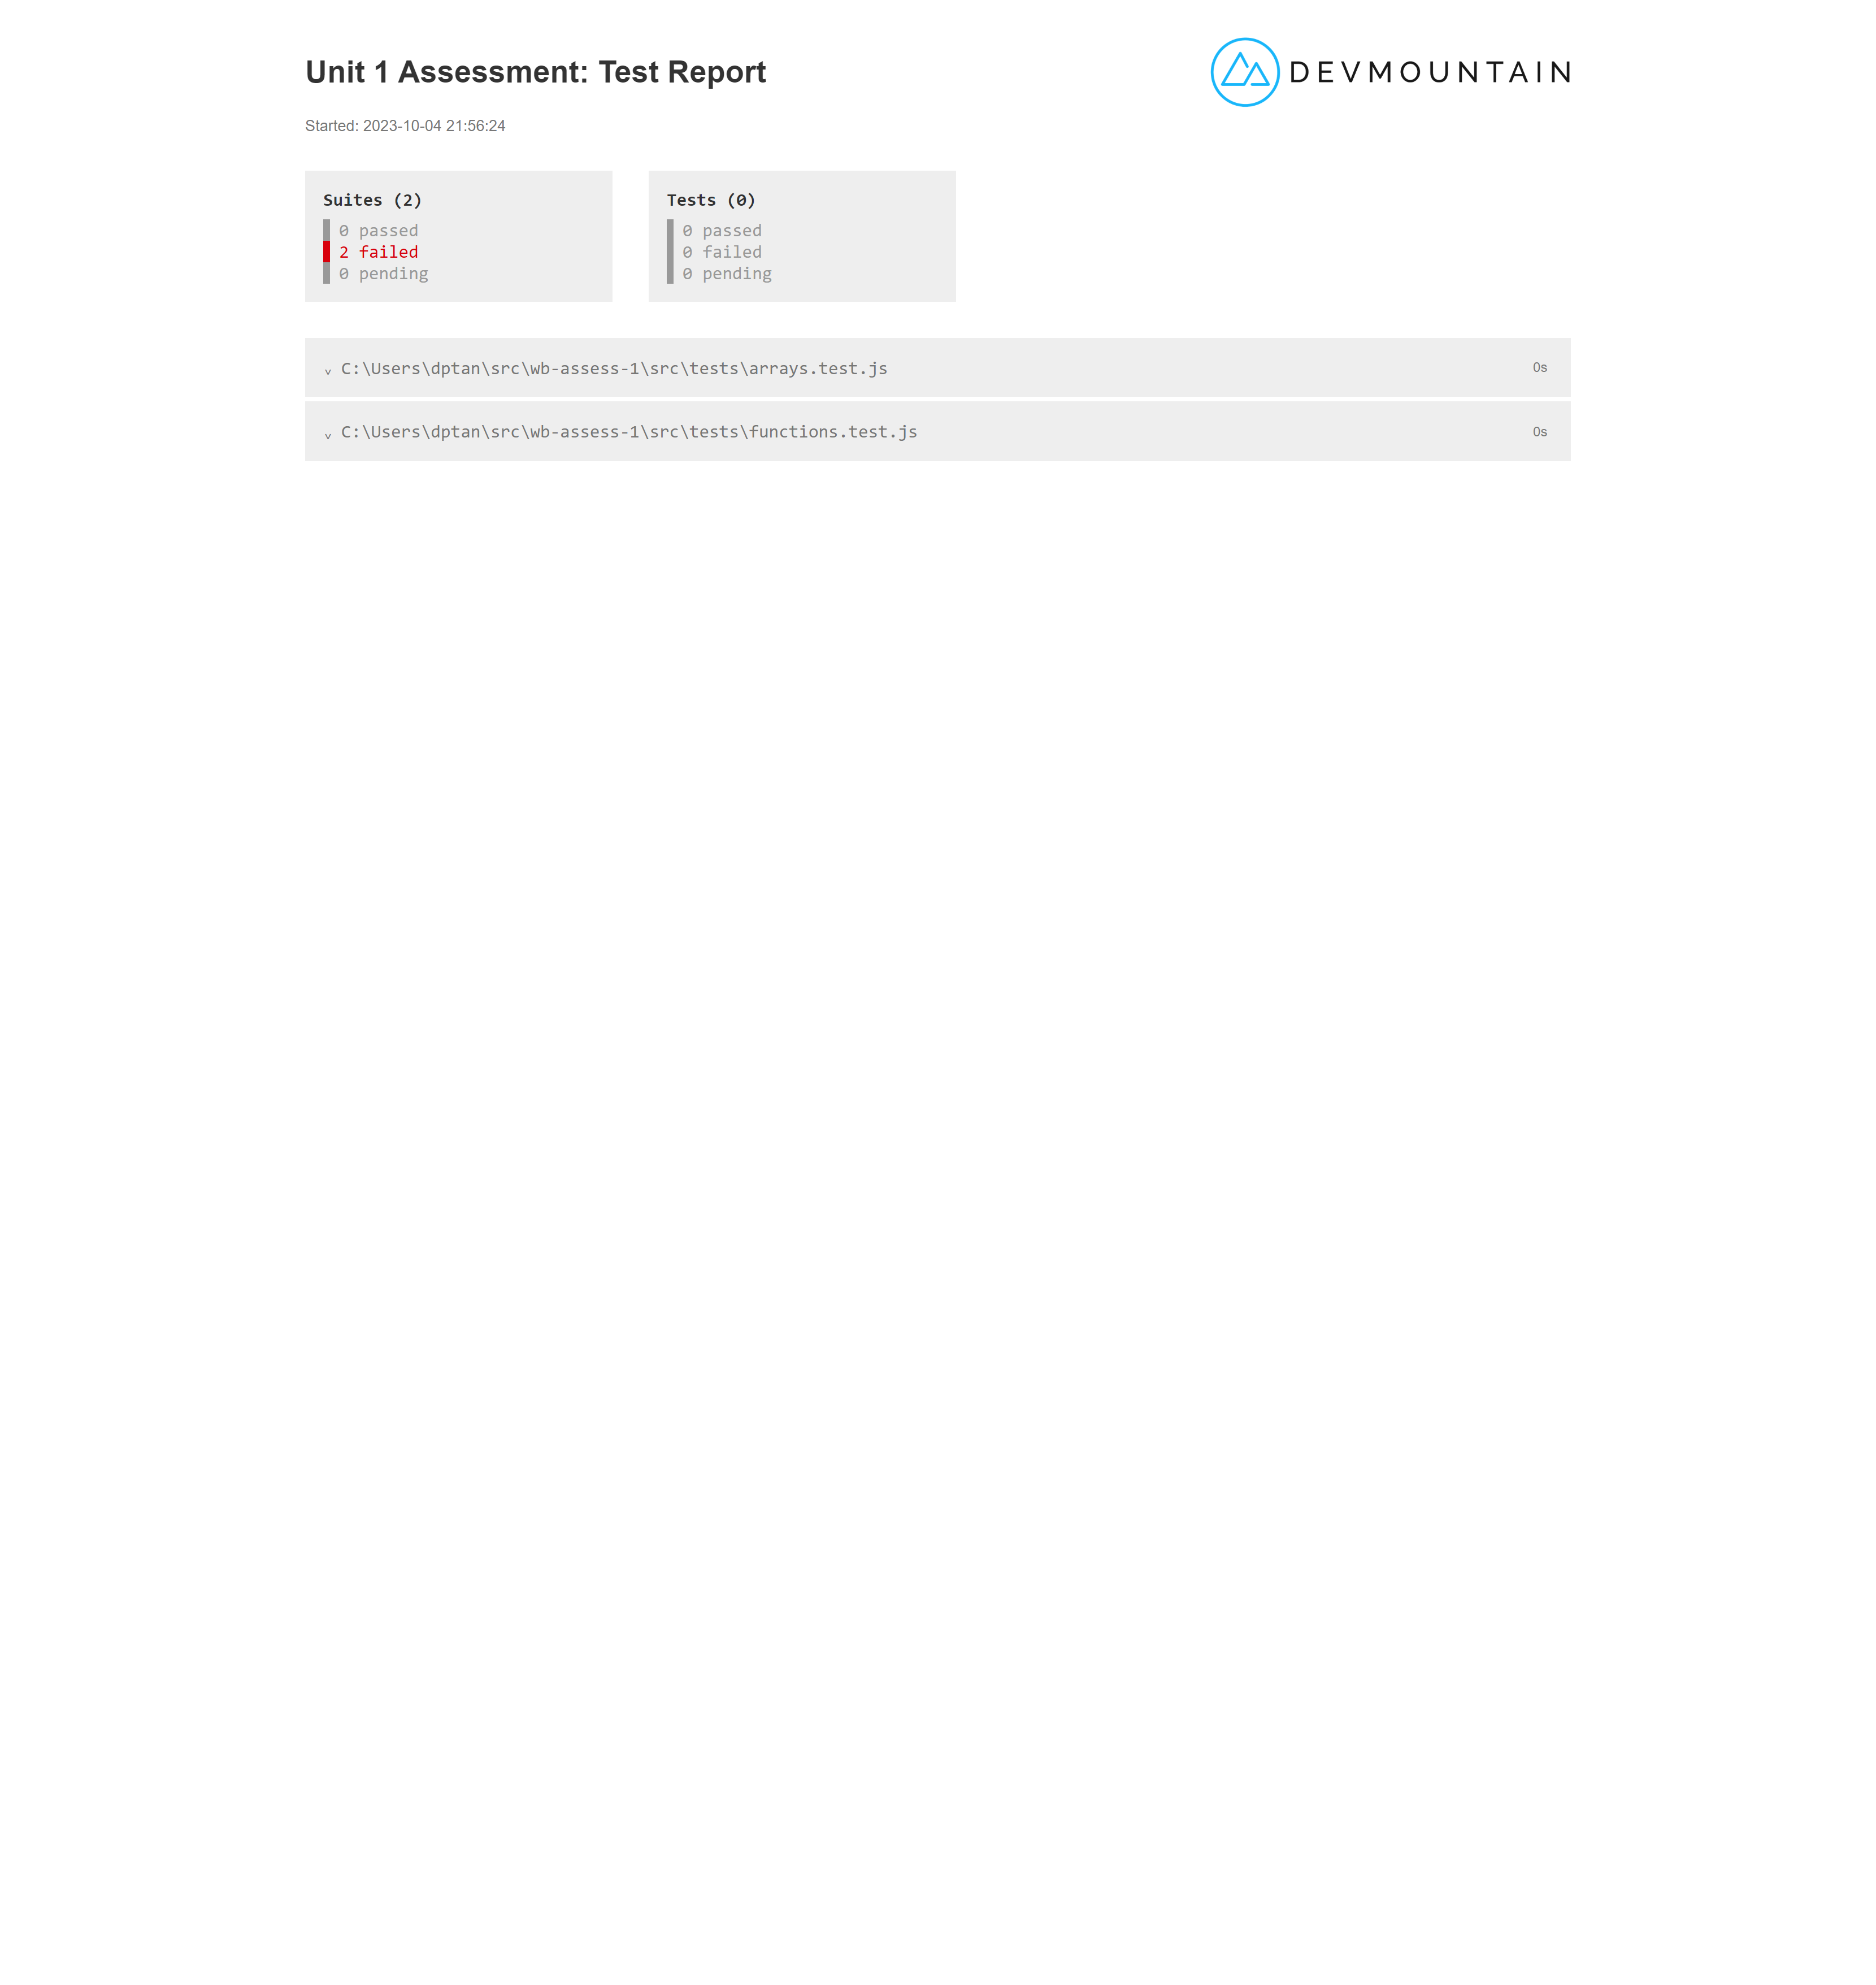 Unit 1 Assessment: Test Report
DEVMOUNTAIN
Started: 2023-10-04 21:56:24
Suites (2)
0 passed
2 failed
0 pending
Tests (0)
0 passed
0 failed
0 pending
C:\Users\dptan\src\wb-assess-1\src\tests\arrays.test.js 0s
C:\Users\dptan\src\wb-assess-1\src\tests\functions.test.js 0s